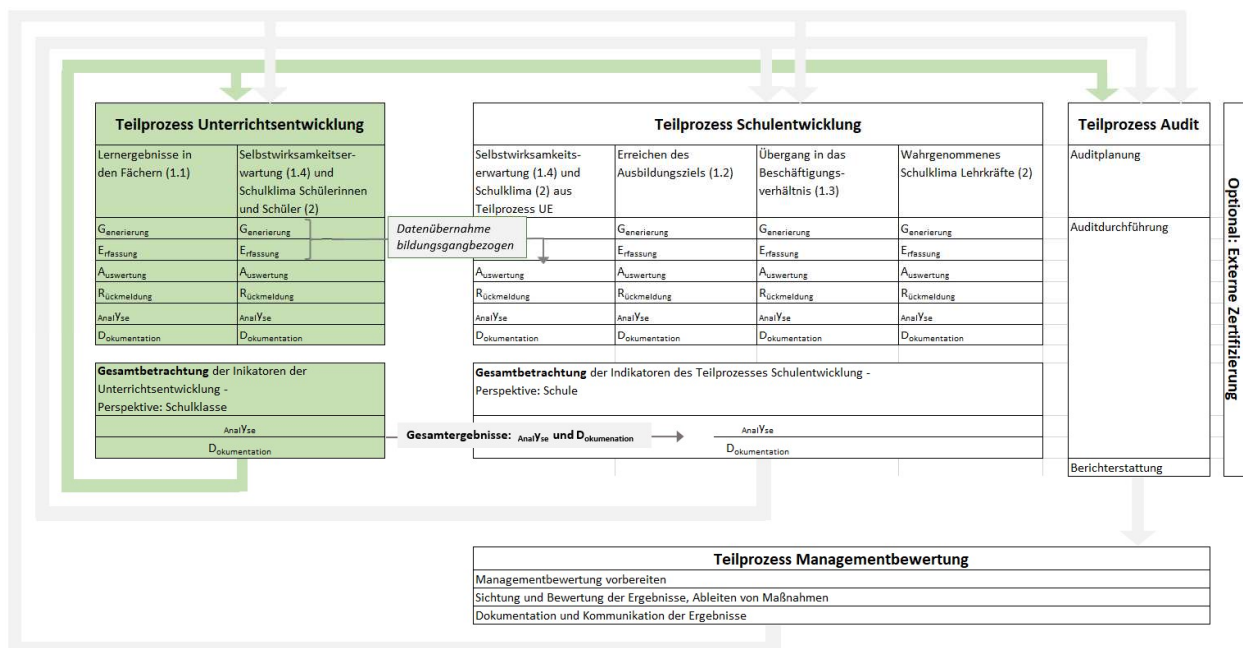 Teilprozess Unterrichtsentwicklung
Lernergebnisse in
den Fächern (1.1)
Selbstwirksamkeitser-
wartung (1.4) und
Schulklima Schülerinnen
und Schüler (2)
Generierung
Generierung
Erfassung
Erfassung
Auswertung
Auswertung
Rückmeldung
Rückmeldung
Analyse
Analyse
Dokumentation
Dokumentation
Gesamtbetrachtung der Inikatoren der
Unterrichtsentwicklung -
Perspektive: Schulklasse
Analyse
Dokumentation
Datenübernahme
bildungsgangbezogen
Gesamtergebnisse: Analyse und Dokumenation
Teilprozess Schulentwicklung
Selbstwirksamkeits-
erwartung (1.4) und
Schulklima (2) aus
Teilprozess UE
Erreichen des
Ausbildungsziels (1.2)
Übergang in das
Beschäftigungs-
verhältnis (1.3)
Wahrgenommenes
Schulklima Lehrkräfte (2)
Generierung
Generierung
Generierung
Erfassung
Erfassung
Erfassung
Auswertung
Auswertung
Auswertung
Auswertung
Rückmeldung
Rückmeldung
Rückmeldung
Rückmeldung
Analyse
Analyse
Analyse
Analyse
Dokumentation
Dokumentation
Dokumentation
Dokumentation
Gesamtbetrachtung der Indikatoren des Teilprozesses Schulentwicklung -
Perspektive: Schule
Analyse
Dokumentation
Teilprozess Audit
Auditplanung
Auditdurchführung
Berichterstattung
Optional: Externe Zertifizierung
Teilprozess Managementbewertung
Managementbewertung vorbereiten
Sichtung und Bewertung der Ergebnisse, Ableiten von Maßnahmen
Dokumentation und Kommunikation der Ergebnisse